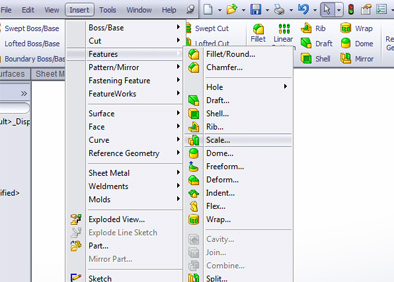 File Edit View Insert Tools Window Help
Swept Boss/Base
Lofted Boss/Base
Boundary Boss/Base
Swept Cut
Lofted Cut
Fillet
Linear
Rib
Draft
Shell
Wrap
Dome
Mirror
Re
Ge
urfaces Sheet M
ult>_Disp
ified>
Boss/Base
Cut
Features
Pattern/Mirror
Fastening Feature
FeatureWorks
Surface
Face
Curve
Reference Geometry
Sheet Metal
Weldments
Molds
Exploded View...
Explode Line Sketch
Part...
Mirror Part...
Sketch
Fillet/Round...
Chamfer...
Hole
Draft...
Shell...
Rib...
Scale...
Dome...
Freeform...
Deform...
Indent...
Flex...
Wrap...
Cavity...
Join...
Combine...
Split...